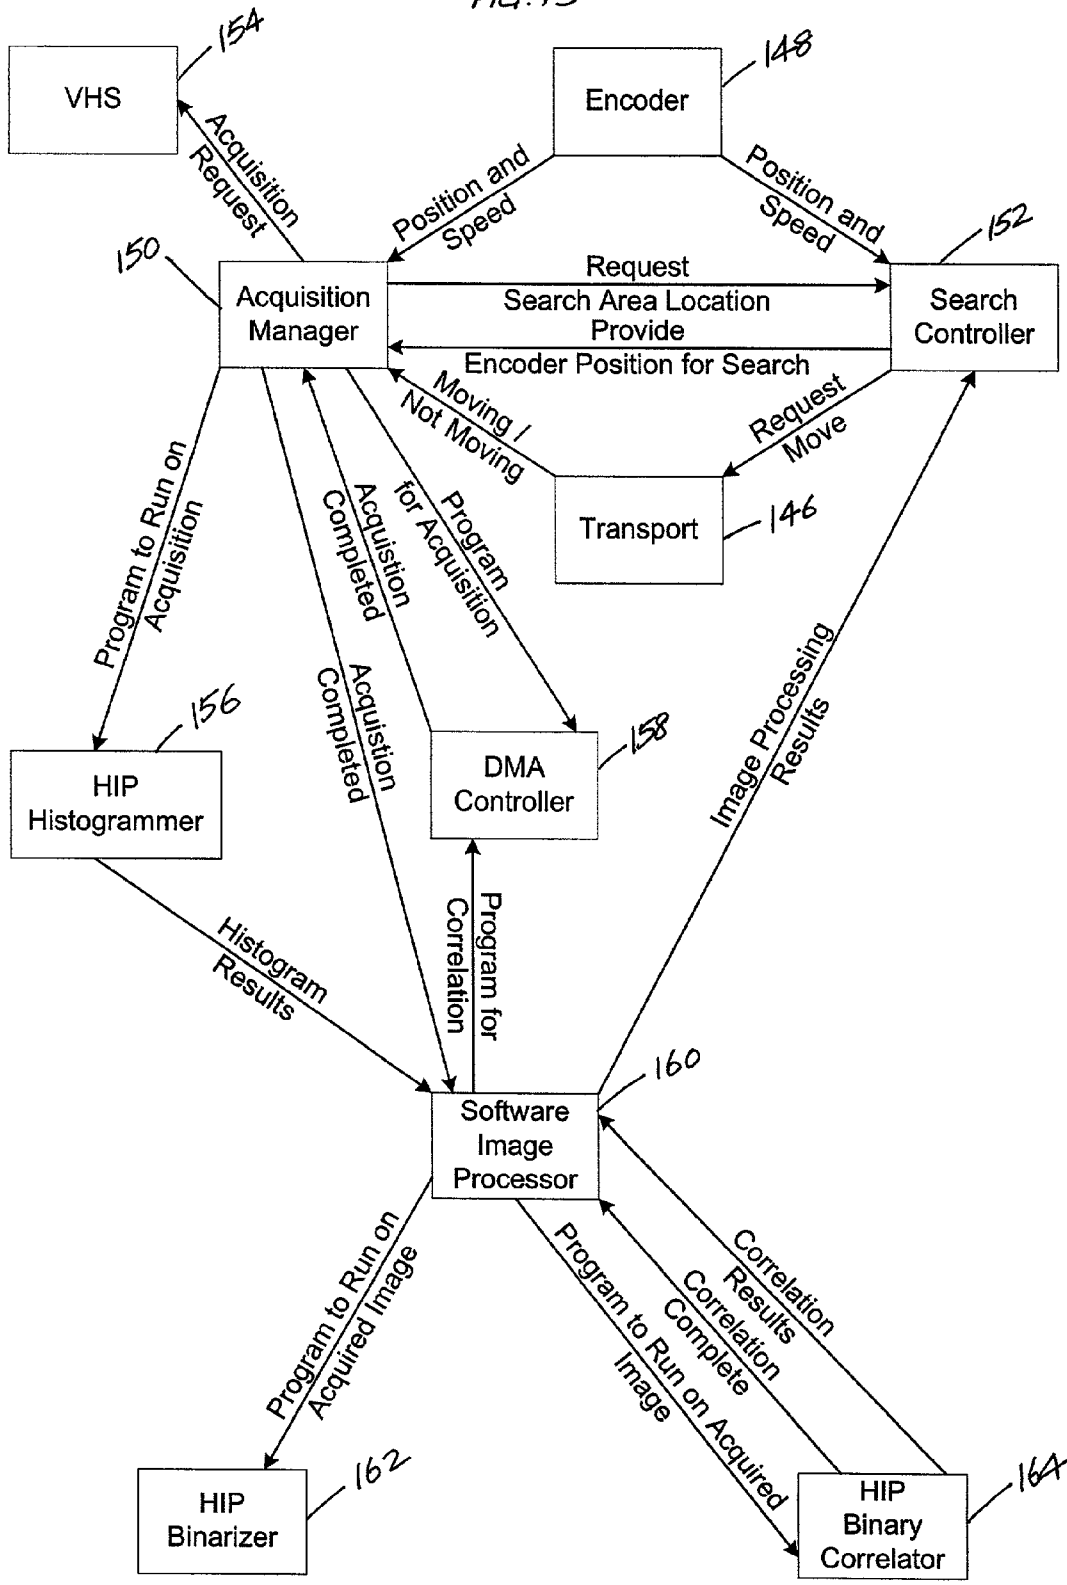 FIG. 13
154
VHS
148
Encoder
Acquisition
Request
Position and
Speed
Position and
Speed
152
150
Acquisition
Manager
Request
Search Area Location
Provide
Encoder Position for Search
Search
Controller
Moving /
Not Moving
Request
Move
Transport
146
Program to Run on
Acquisition
Acquistion
Completed
Program
for Acquisition
Acquistion
Completed
Image Processing
Results
156
HIP
Histogrammer
158
DMA
Controller
Histogram
Results
Program for
Correlation
160
Software
Image
Processor
Program to Run on
Acquired Image
Program to Run on Acquired
Image
Correlation
Complete
Correlation
Results
162
HIP
Binarizer
164
HIP
Binary
Correlator